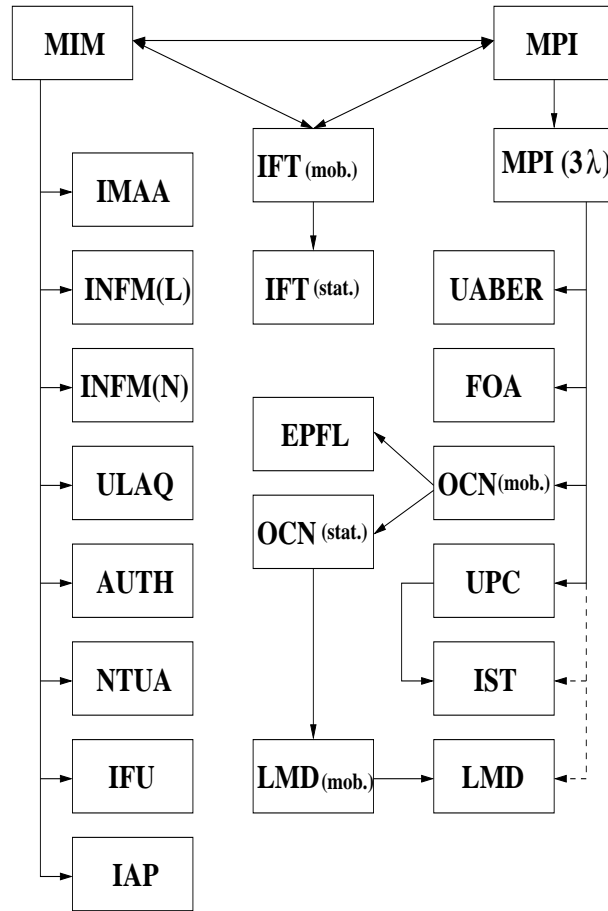 MIM
MPI
IFT (mob.)
MPI (3λ)
IMAA
INFM(L)
IFT (stat.)
UABER
INFM(N)
FOA
EPFL
ULAQ
OCN (mob.)
OCN (stat.)
AUTH
UPC
NTUA
IST
IFU
LMD (mob.)
LMD
IAP